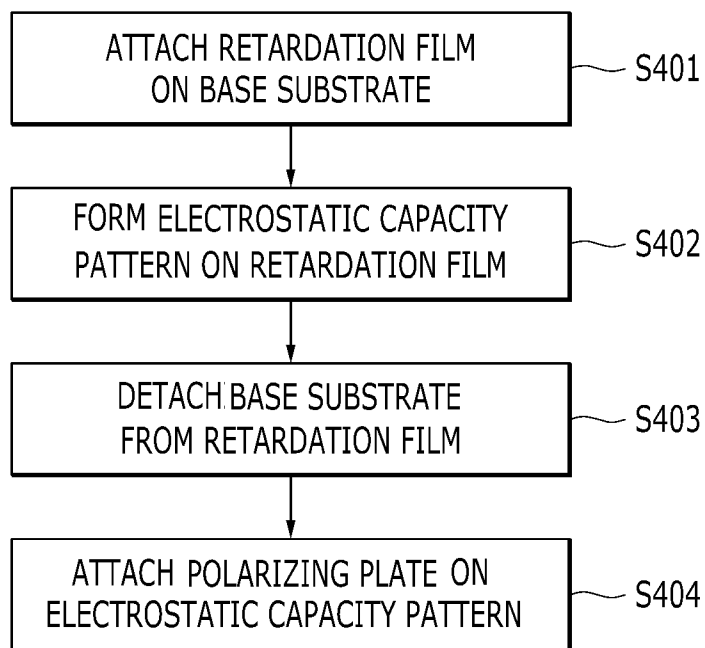 ATTACH RETARDATION FILM
ON BASE SUBSTRATE
S401
FORM ELECTROSTATIC CAPACITY
PATTERN ON RETARDATION FILM
S402
DETACH BASE SUBSTRATE
FROM RETARDATION FILM
S403
ATTACH POLARIZING PLATE ON
ELECTROSTATIC CAPACITY PATTERN
S404